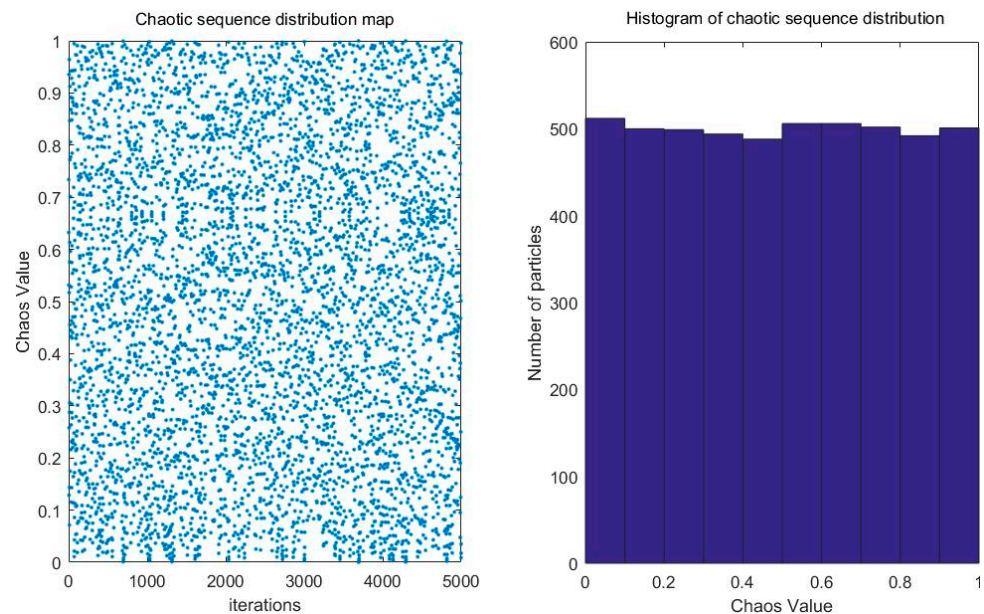 Chaotic sequence distribution map
1
0.9
0.8
0.7
0.6
0.5
0.4
0.3
0.2
0.1
0
Chaos Value
0 1000 2000 3000 4000 5000
iterations
Histogram of chaotic sequence distribution
600
500
400
300
200
100
0
Number of particles
0 0.2 0.4 0.6 0.8 1
Chaos Value